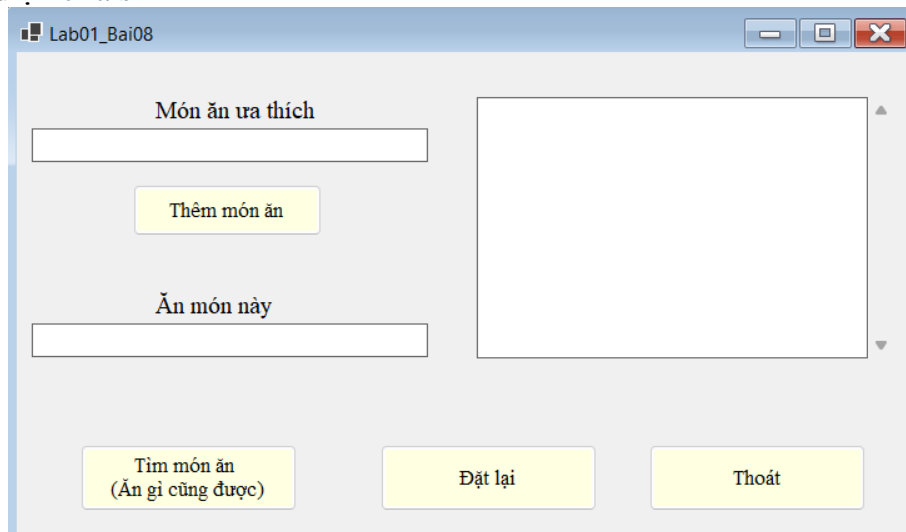 Lab01_Bai08
Món ăn ưa thích
Thêm món ăn
Ăn món này
Tìm món ăn
(Ăn gì cũng được)
Đặt lại
Thoát